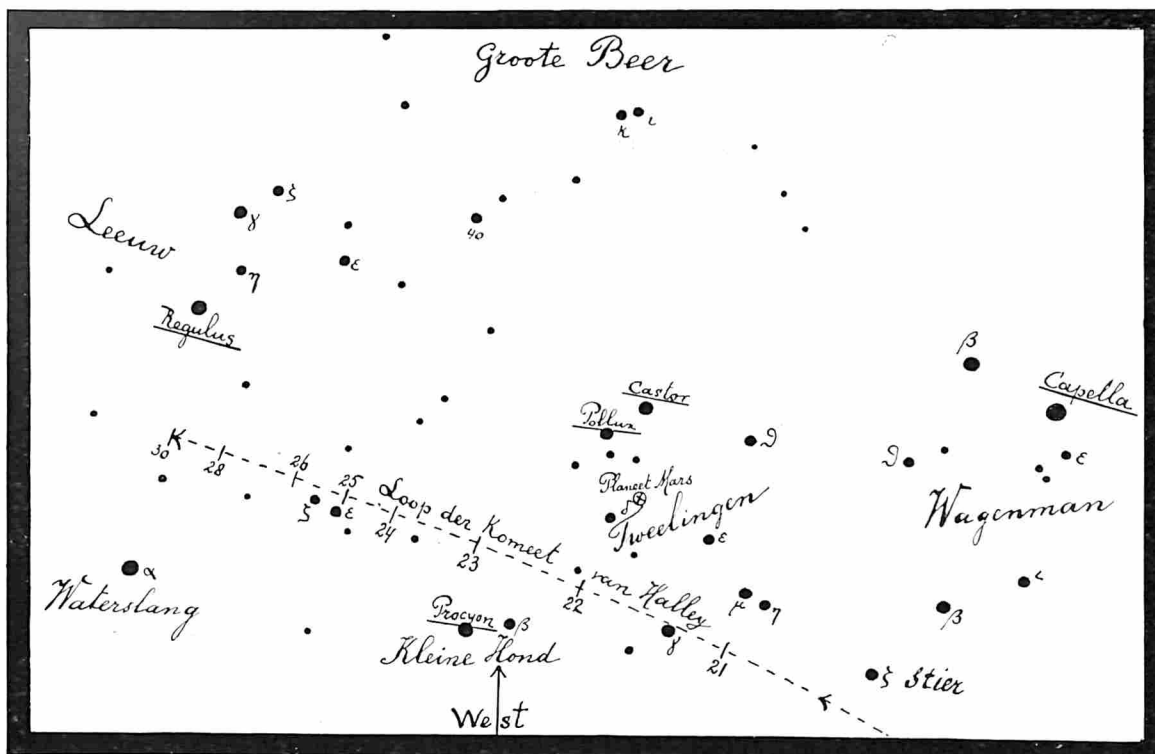 Groote Beer
κ ι
ζ
γ
Leeuw
40
ε
η
Regulus
β
Castor
Capella
Pollux
K
30
28
26
25
24
23
22
21
Loop der Komeet van Halley
Planeet Mars
δ
Tweelingen
ε
ε
Wagenman
ζ ε
α
Waterslang
μ η
ι
β
Procyon β
Kleine Hond
γ
ζ Stier
West